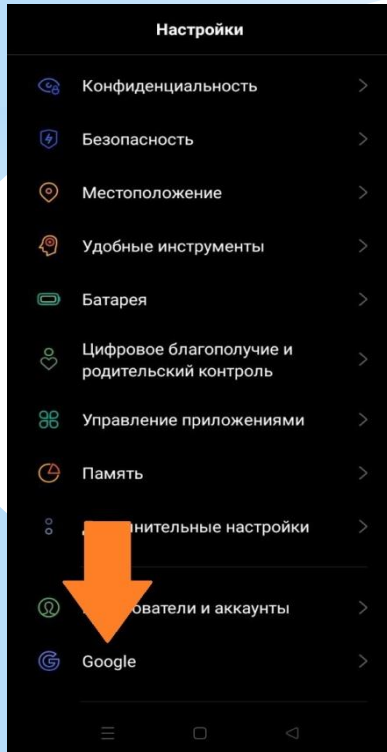 Настройки
Конфиденциальность
Безопасность
Местоположение
Удобные инструменты
Батарея
Цифровое благополучие и
родительский контроль
Управление приложениями
Память
настройки
и аккаунты
Google